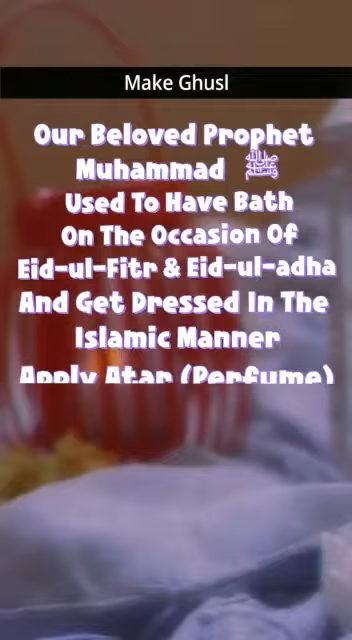 Make Ghusl
Our Beloved Prophet
Muhammad ﷺ
Used To Have Bath
On The Occasion Of
Eid-ul-Fitr & Eid-ul-adha
And Get Dressed In The
Islamic Manner
Apply Atar (Perfume)